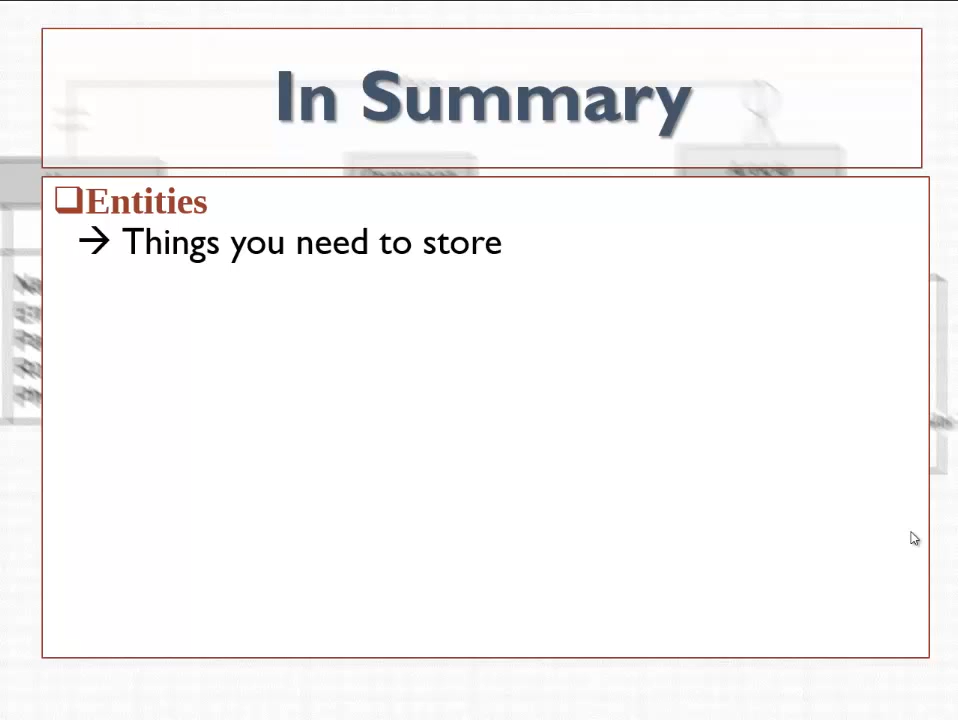 In Summary
❑Entities
→ Things you need to store